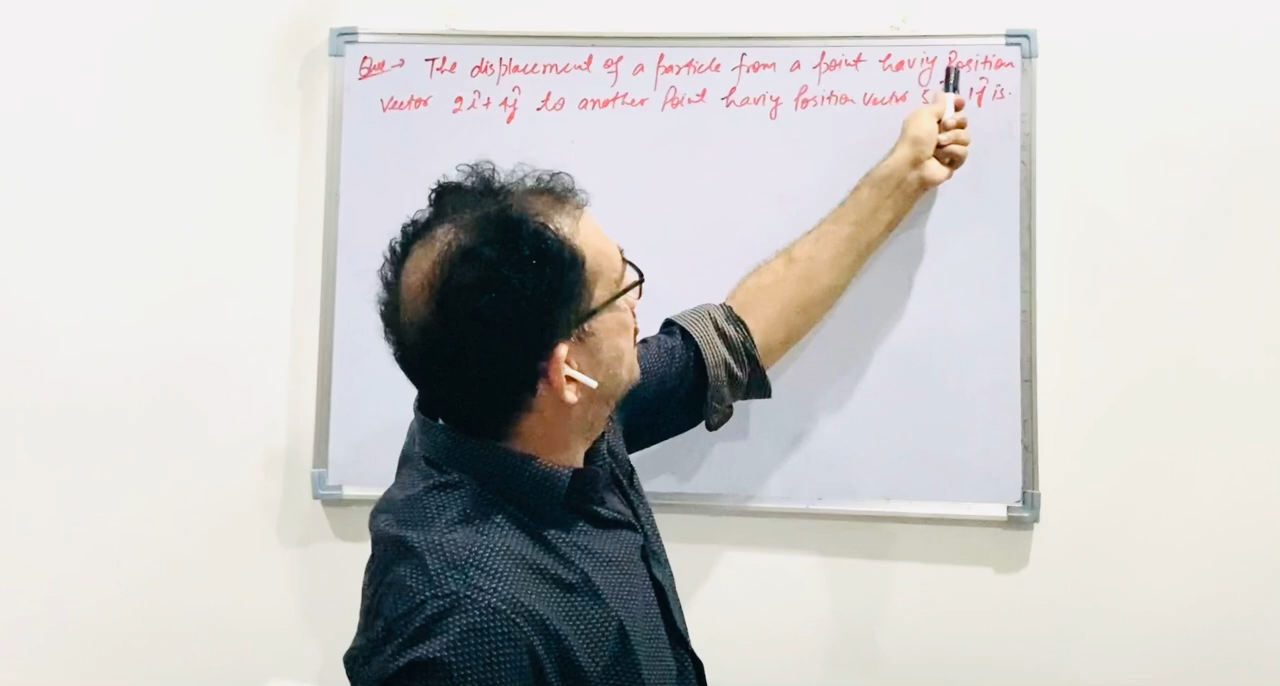 Que → The displacement of a particle from a point having Position
Vector 2î + 4ĵ to another Point having Position Vector 5 1ĵ is.